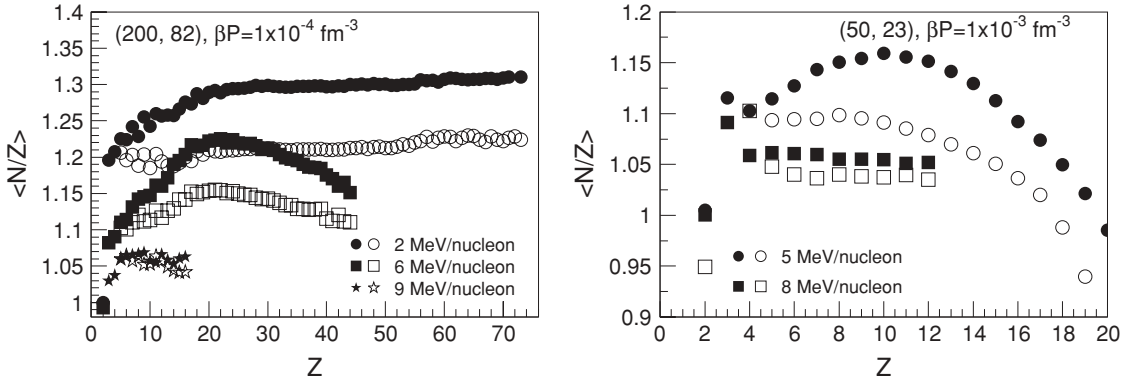 (200, 82), βP=1x10⁻⁴ fm⁻³
<N/Z>
1.4
1.35
1.3
1.25
1.2
1.15
1.1
1.05
1
2 MeV/nucleon
6 MeV/nucleon
9 MeV/nucleon
0 10 20 30 40 50 60 70
Z
(50, 23), βP=1x10⁻³ fm⁻³
<N/Z>
1.2
1.15
1.1
1.05
1
0.95
0.9
5 MeV/nucleon
8 MeV/nucleon
0 2 4 6 8 10 12 14 16 18 20
Z